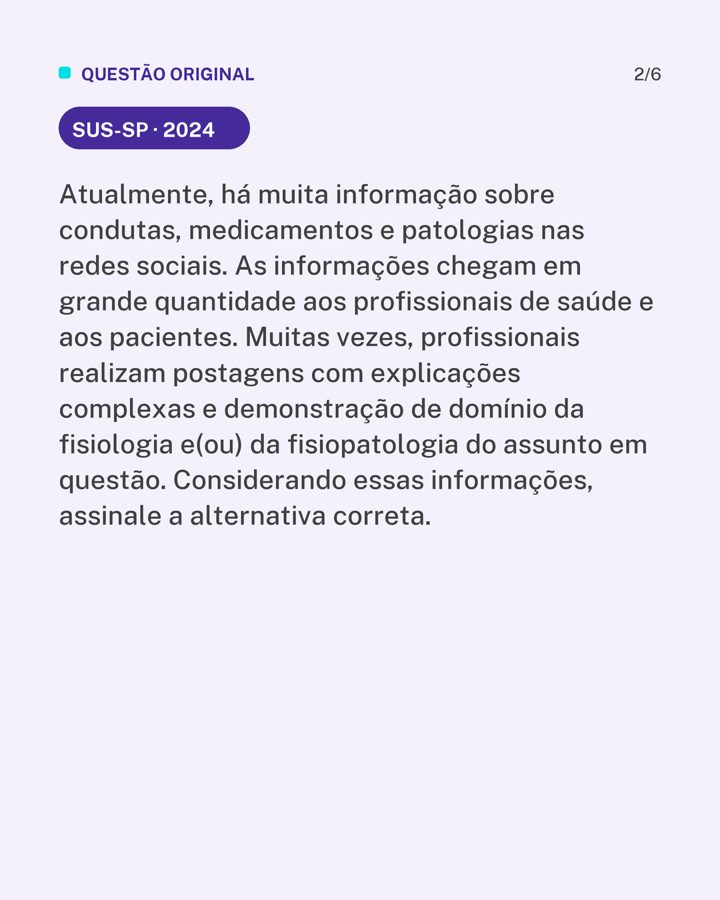 QUESTÃO ORIGINAL
2/6
SUS-SP · 2024
Atualmente, há muita informação sobre
condutas, medicamentos e patologias nas
redes sociais. As informações chegam em
grande quantidade aos profissionais de saúde e
aos pacientes. Muitas vezes, profissionais
realizam postagens com explicações
complexas e demonstração de domínio da
fisiologia e(ou) da fisiopatologia do assunto em
questão. Considerando essas informações,
assinale a alternativa correta.